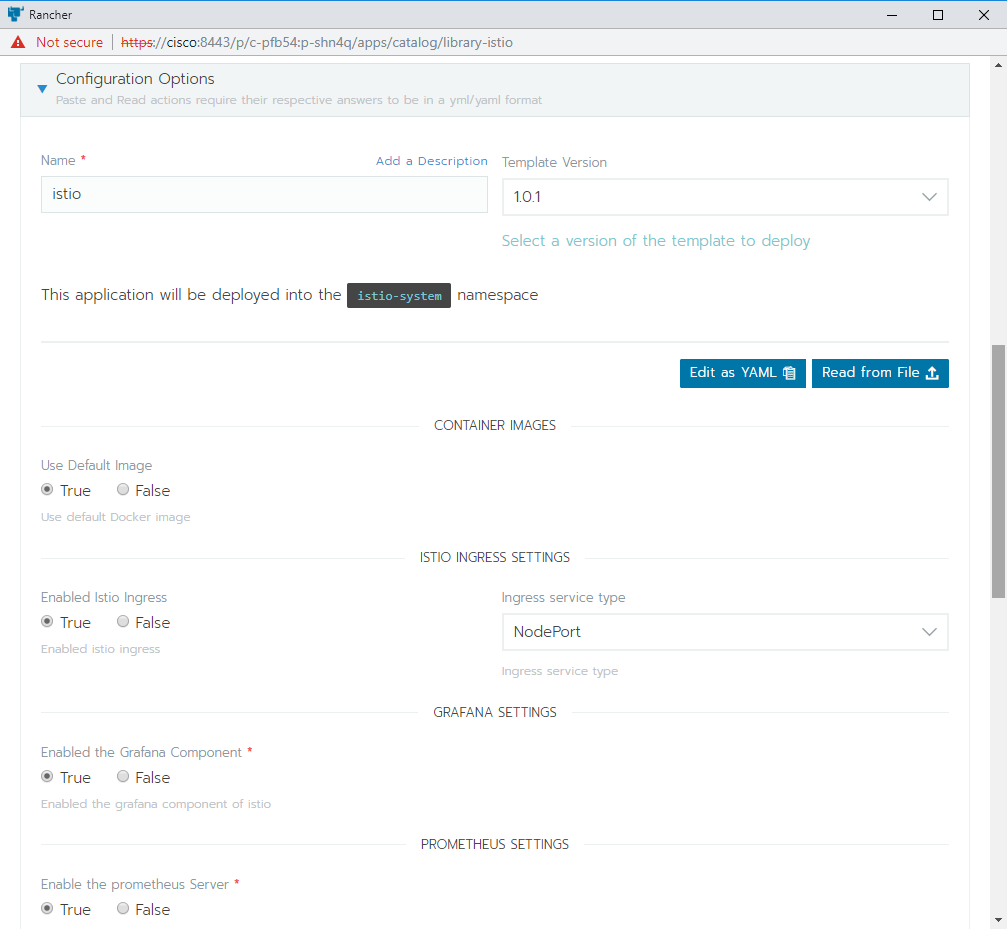 Rancher
Not secure https://cisco:8443/p/c-pfb54:p-shn4q/apps/catalog/library-istio
Configuration Options
Paste and Read actions require their respective answers to be in a yml/yaml format
Name *
Add a Description
Template Version
istio
1.0.1
Select a version of the template to deploy
This application will be deployed into the istio-system namespace
Edit as YAML
Read from File
CONTAINER IMAGES
Use Default Image
True False
Use default Docker image
ISTIO INGRESS SETTINGS
Enabled Istio Ingress
True False
Enabled istio ingress
Ingress service type
NodePort
Ingress service type
GRAFANA SETTINGS
Enabled the Grafana Component *
True False
Enabled the grafana component of istio
PROMETHEUS SETTINGS
Enable the prometheus Server *
True False